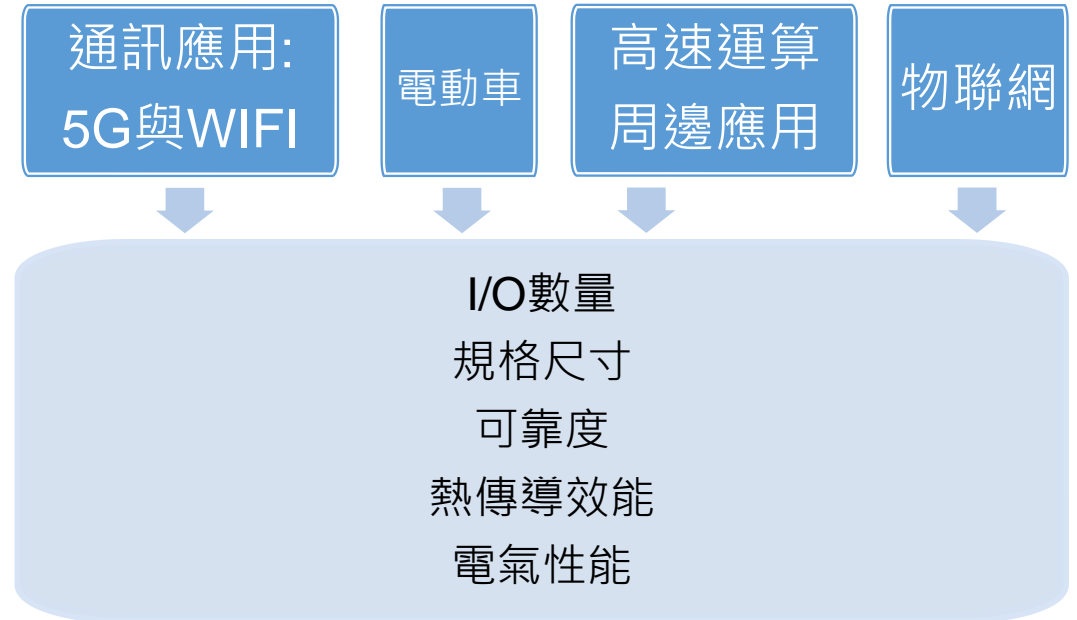 通訊應用:
5G與WIFI
電動車
高速運算
周邊應用
物聯網
I/O數量
規格尺寸
可靠度
熱傳導效能
電氣性能